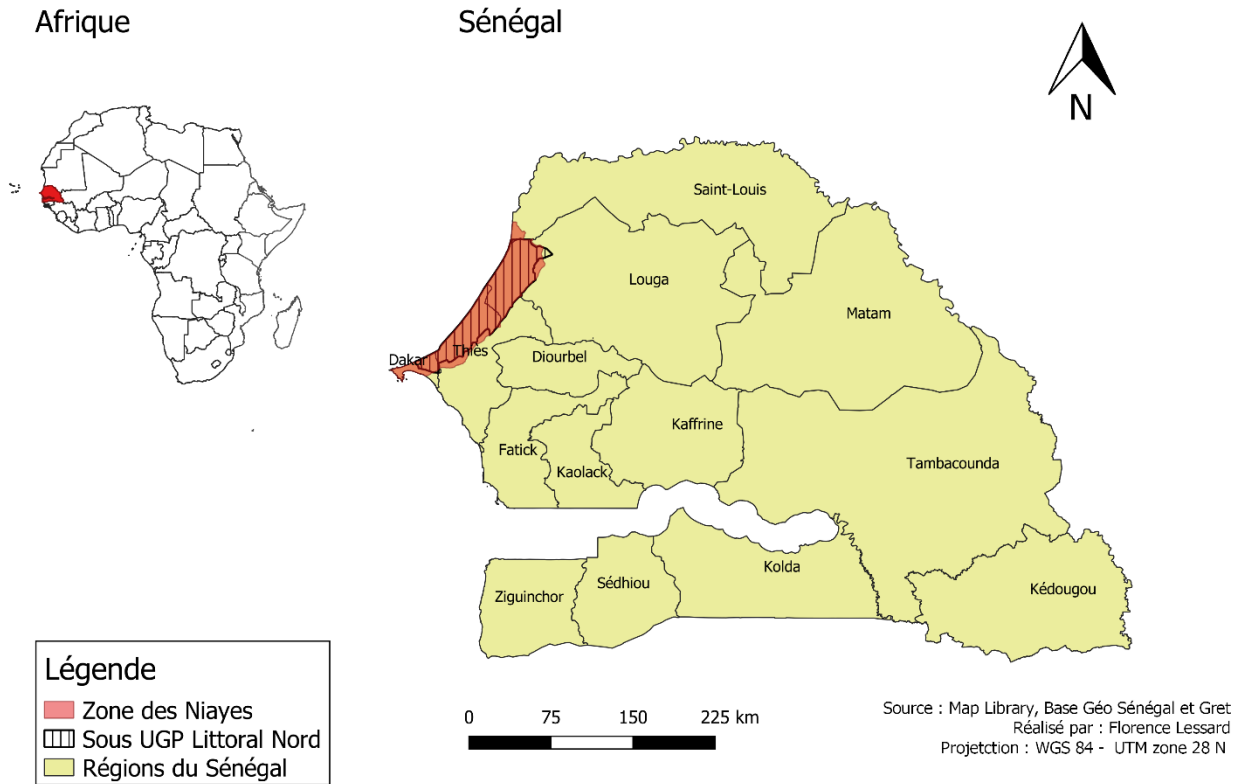 Afrique
Sénégal
N
Saint-Louis
Louga
Matam
Dakar
Thies
Diourbel
Kaffrine
Fatick
Kaolack
Tambacounda
Kolda
Sédhiou
Ziguinchor
Kédougou
Légende
Zone des Niayes
Sous UGP Littoral Nord
Régions du Sénégal
0 75 150 225 km
Source : Map Library, Base Géo Sénégal et Gret
Réalisé par : Florence Lessard
Projetction : WGS 84 - UTM zone 28 N